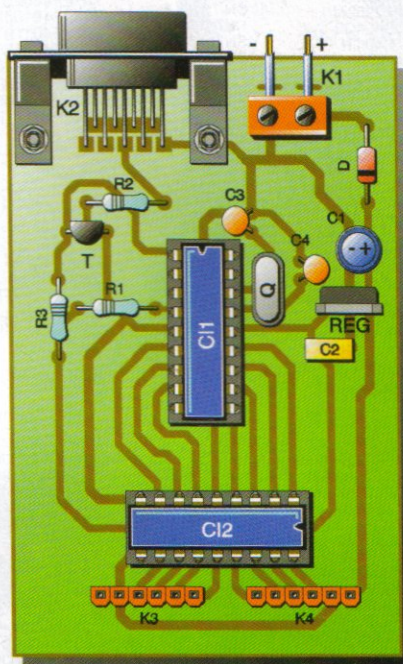 - +
K1
K2
D
R2
C3
C1
- +
T
C4
Q
R1
R3
CI1
REG
C2
CI2
K3
K4